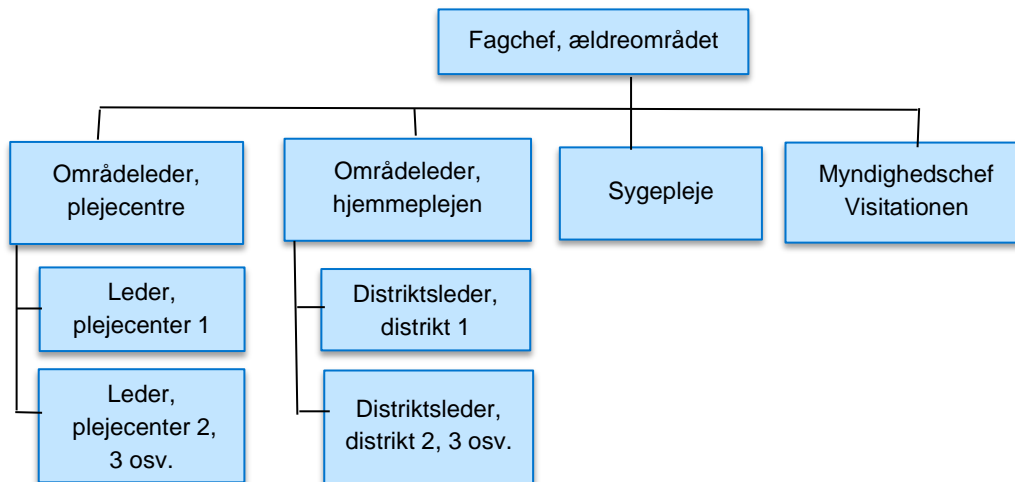 Fagchef, ældreområdet
Områdeleder,
plejecentre
Områdeleder,
hjemmeplejen
Sygepleje
Myndighedschef
Visitationen
Leder,
plejecenter 1
Distriktsleder,
distrikt 1
Leder,
plejecenter 2,
3 osv.
Distriktsleder,
distrikt 2, 3 osv.